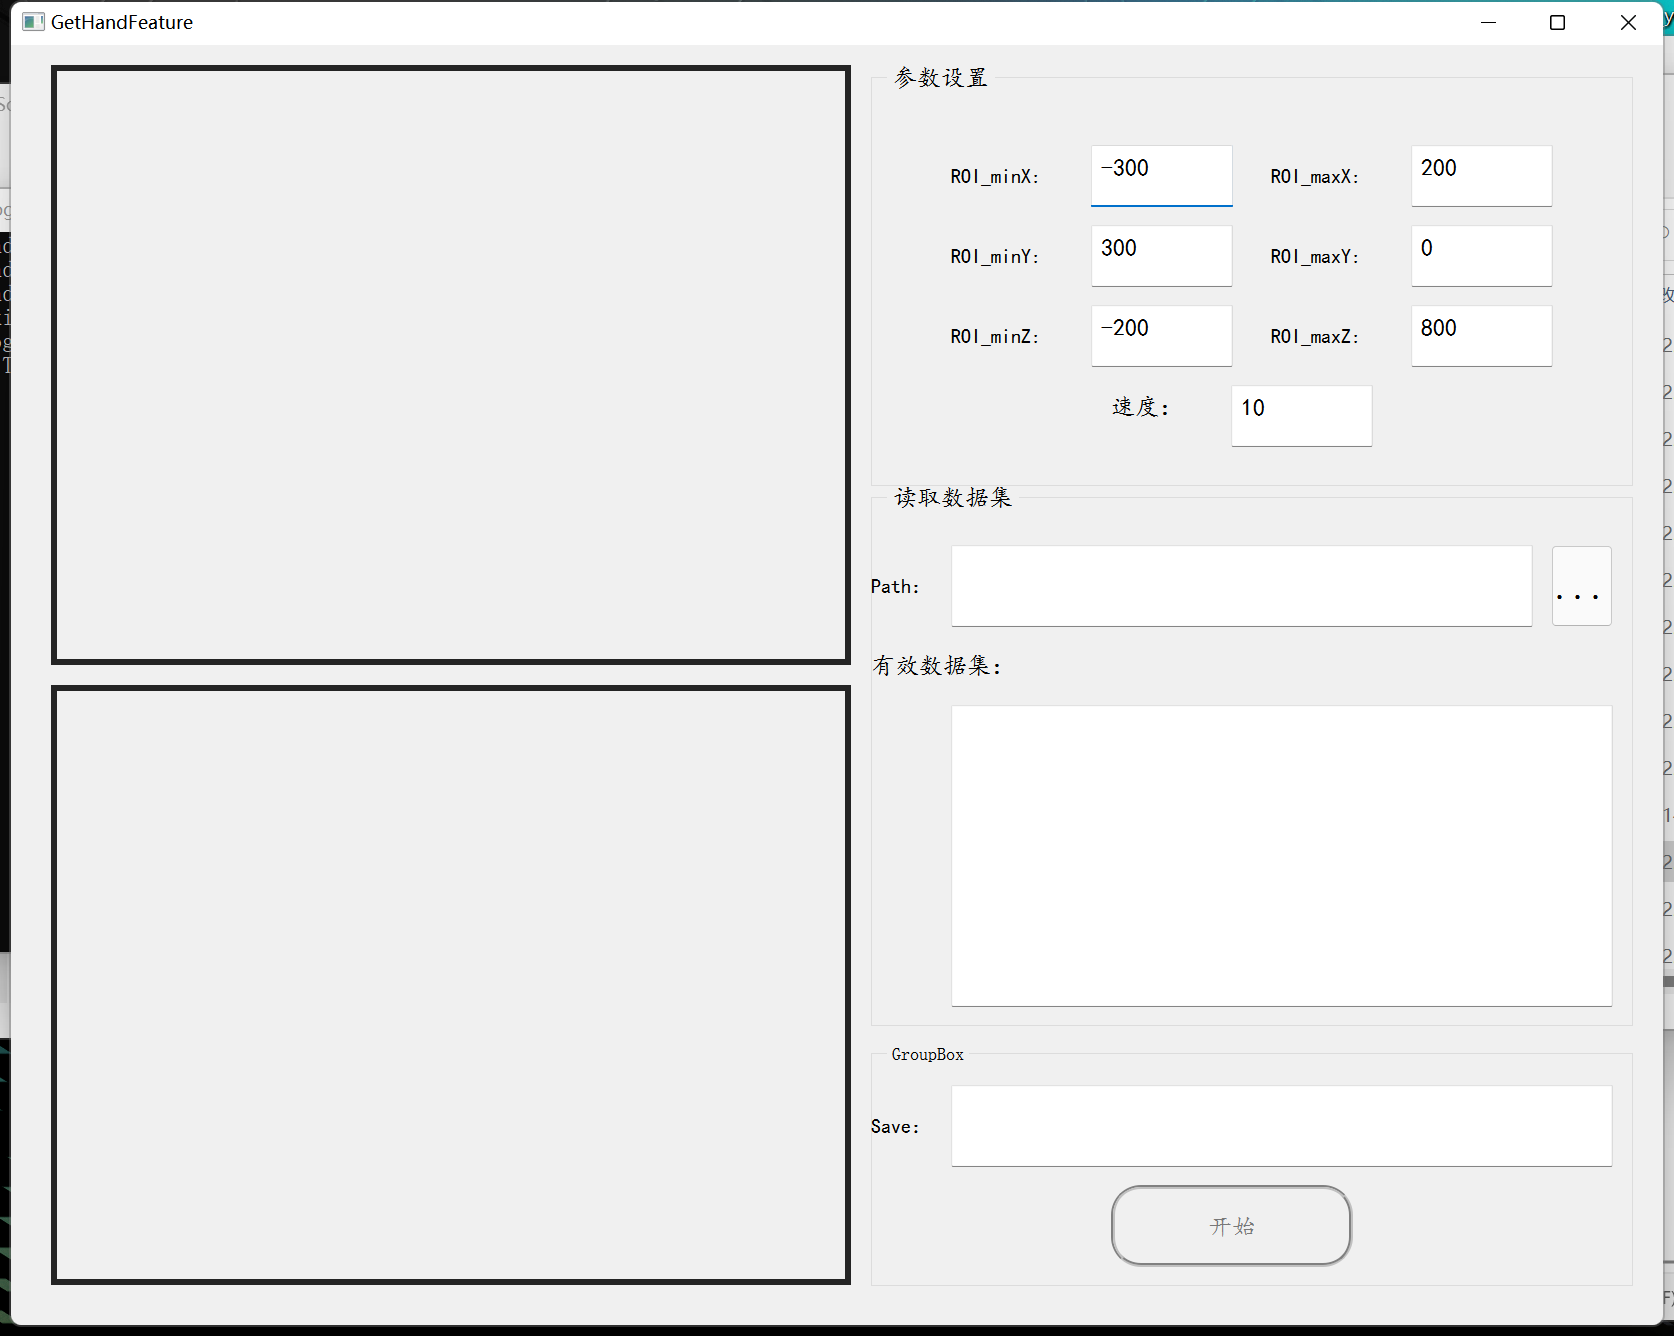 GetHandFeature
参数设置
ROI_minX: -300 ROI_maxX: 200
ROI_minY: 300 ROI_maxY: 0
ROI_minZ: -200 ROI_maxZ: 800
速度: 10
读取数据集
Path: ...
有效数据集:
GroupBox
Save:
开始